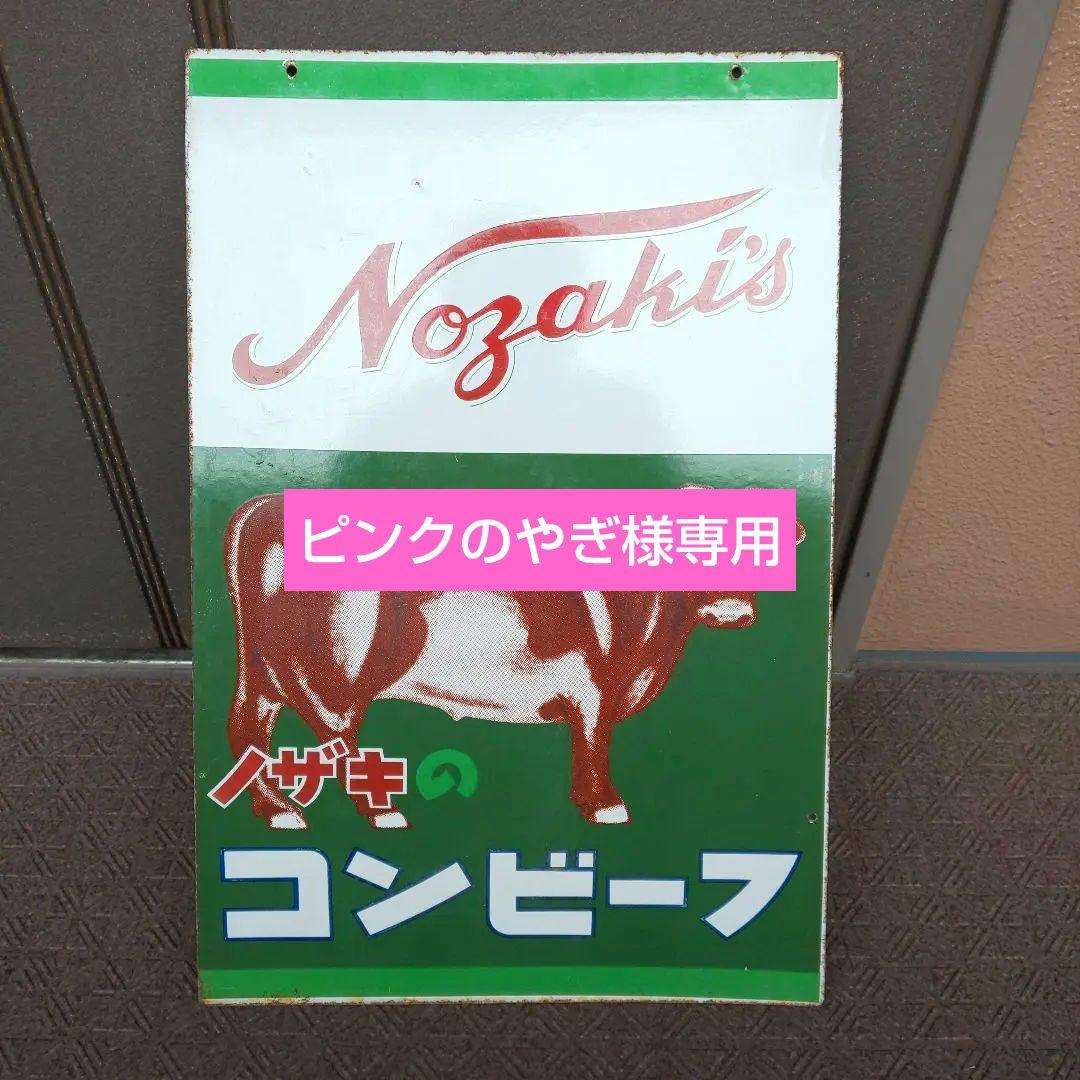 Nozaki's
ピンクのやぎ様専用
ノザキの
コンビーフ